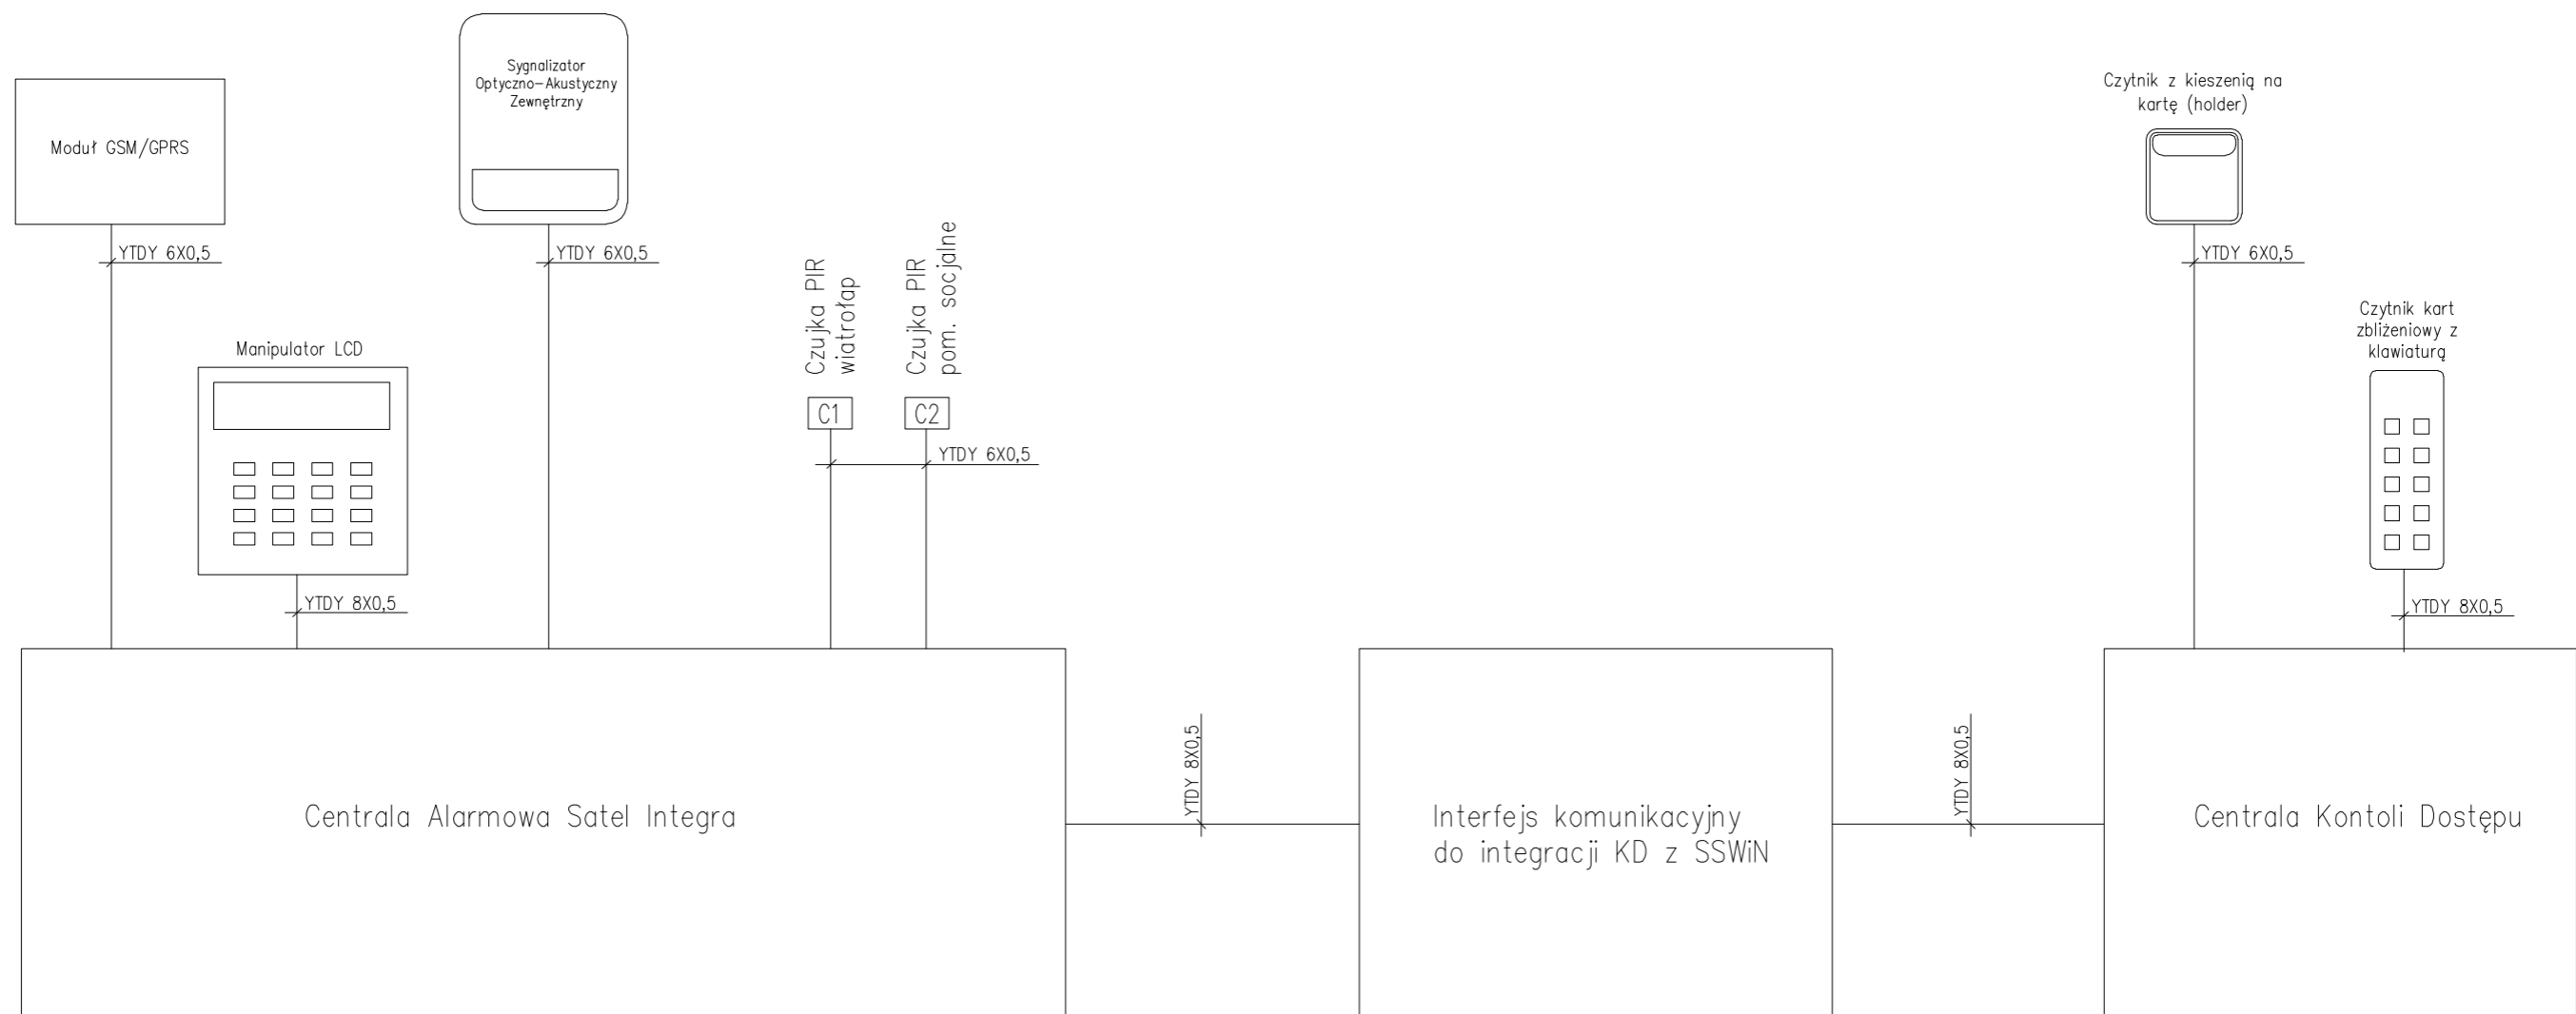 Sygnalizator
Optyczno-Akustyczny
Zewnętrzny
Moduł GSM/GPRS
Czytnik z kieszenią na
kartę (holder)
YTDY 6X0,5
YTDY 6X0,5
YTDY 6X0,5
Czujka PIR
wiatrołap
Czujka PIR
pom. socjalne
Manipulator LCD
Czytnik kart
zbliżeniowy z
klawiaturą
C1
C2
YTDY 6X0,5
YTDY 8X0,5
YTDY 8X0,5
YTDY 8X0,5
YTDY 8X0,5
Centrala Alarmowa Satel Integra
Interfejs komunikacyjny
do integracji KD z SSWiN
Centrala Kontoli Dostępu